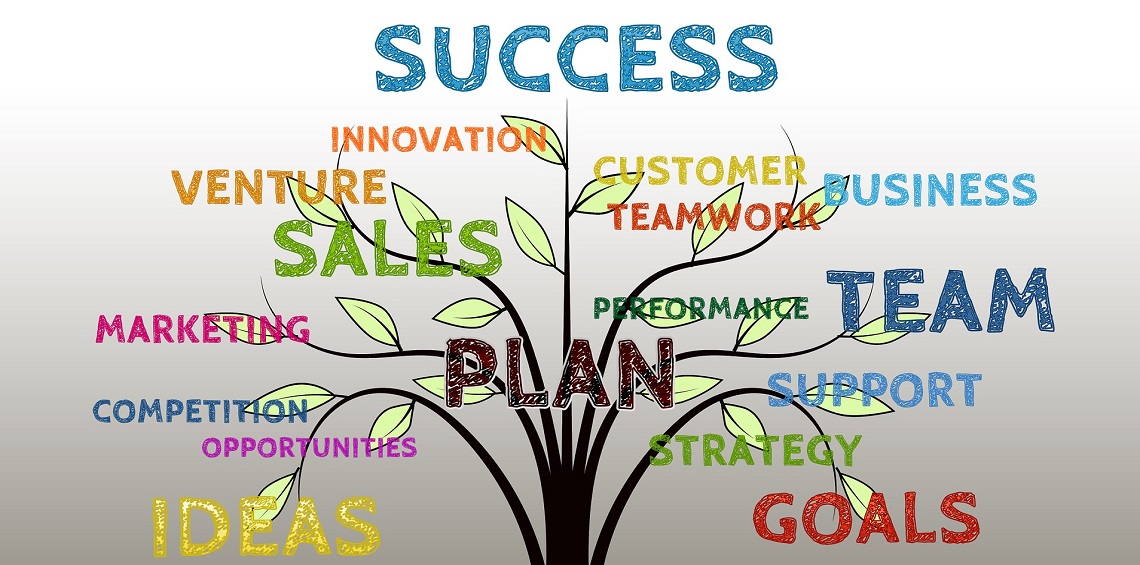 SUCCESS
INNOVATION
VENTURE
CUSTOMER
BUSINESS
TEAMWORK
SALES
TEAM
PERFORMANCE
MARKETING
PLAN
SUPPORT
COMPETITION
OPPORTUNITIES
STRATEGY
IDEAS
GOALS